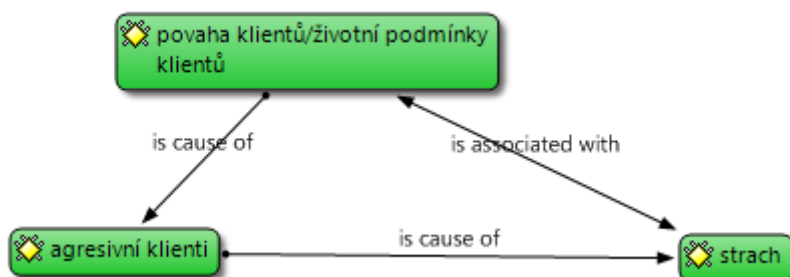 povaha klientů/životní podmínky
klientů
is cause of
is associated with
agresivní klienti
is cause of
strach